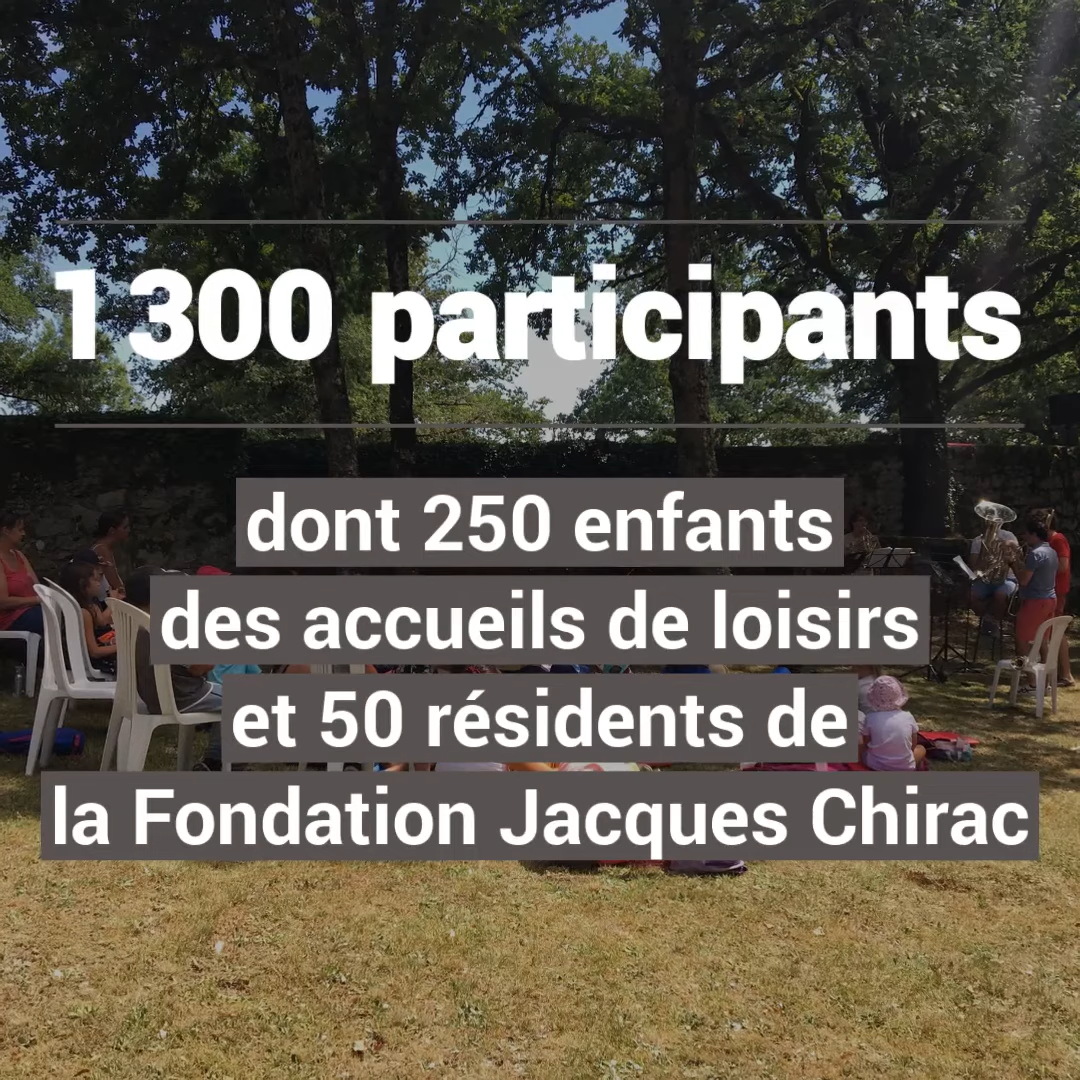 1 300 participants
dont 250 enfants
des accueils de loisirs
et 50 résidents de
la Fondation Jacques Chirac